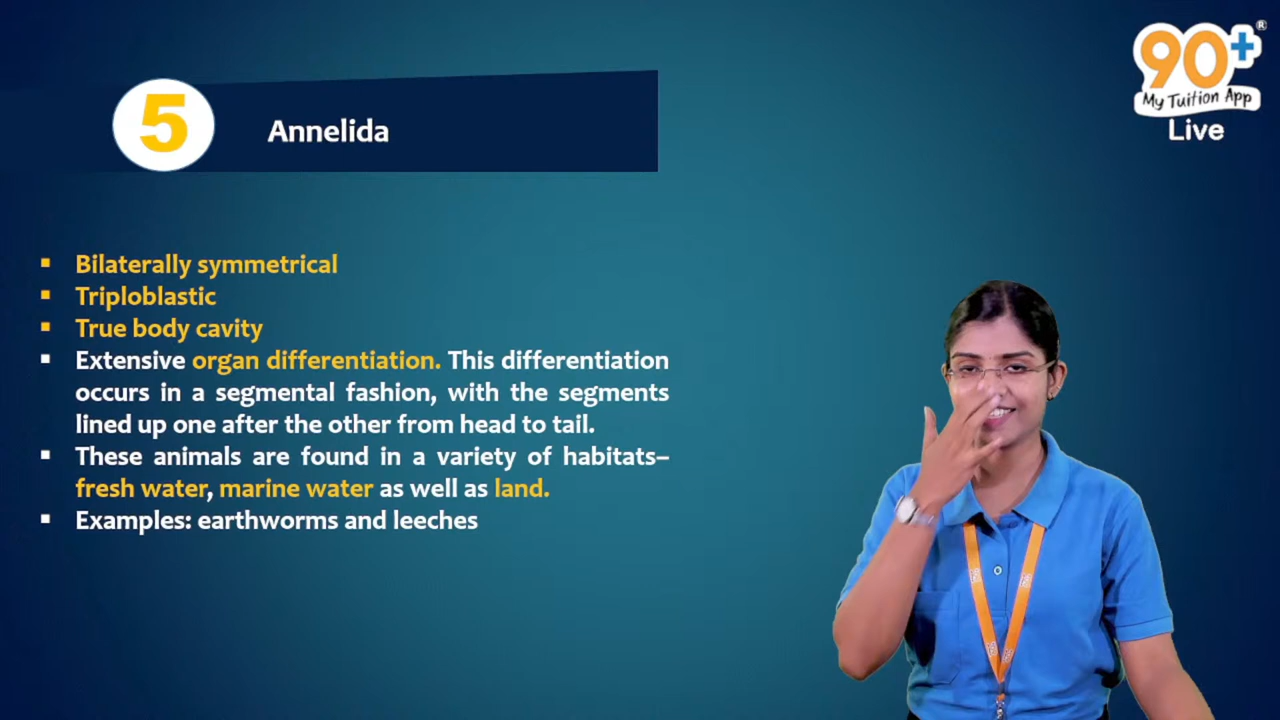 90+
®
My Tuition App
Live
5
Annelida
▪ Bilaterally symmetrical
▪ Triploblastic
▪ True body cavity
▪ Extensive organ differentiation. This differentiation
occurs in a segmental fashion, with the segments
lined up one after the other from head to tail.
▪ These animals are found in a variety of habitats–
fresh water, marine water as well as land.
▪ Examples: earthworms and leeches